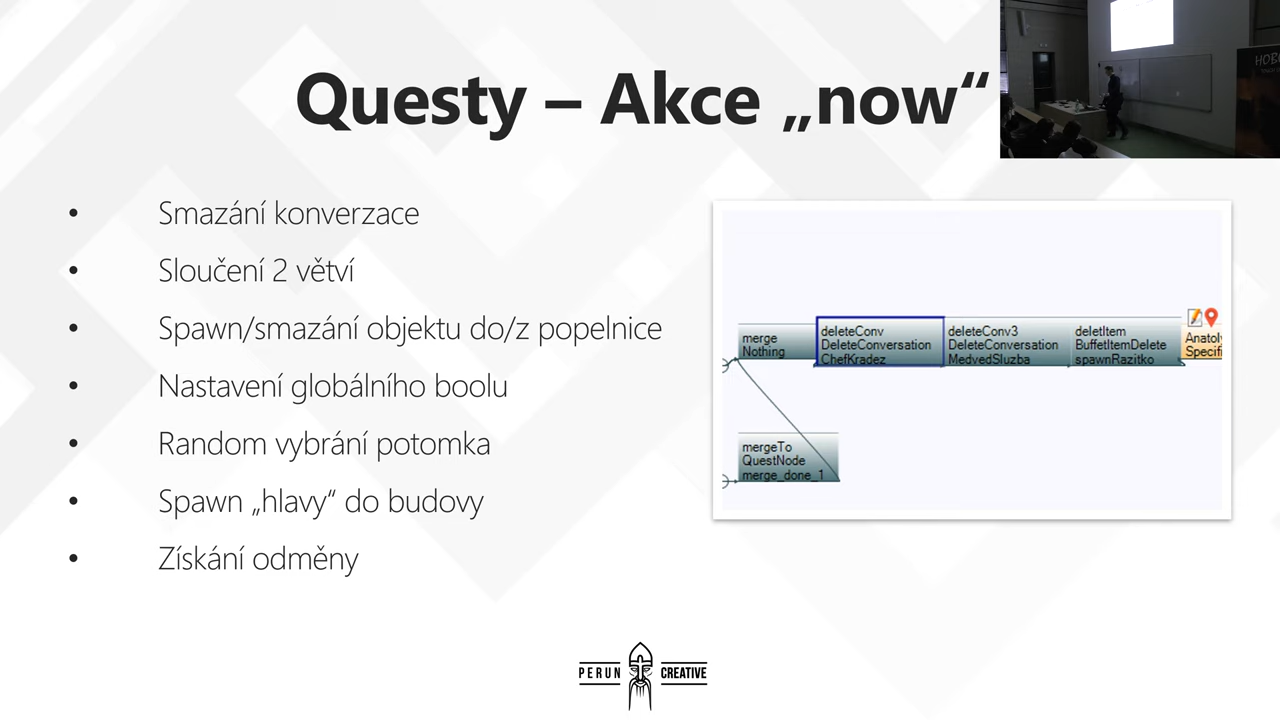 Questy – Akce „now“
• Smazání konverzace
• Sloučení 2 větví
• Spawn/smazání objektu do/z popelnice
• Nastavení globálního boolu
• Random vybrání potomka
• Spawn „hlavy“ do budovy
• Získání odměny
merge
Nothing
deleteConv
DeleteConversation
ChefKradez
deleteConv3
DeleteConversation
MedvedSluzba
deletItem
BuffetItemDelete
spawnRazitko
Anatoly
Specifi
mergeTo
QuestNode
merge_done_1
PERUN CREATIVE